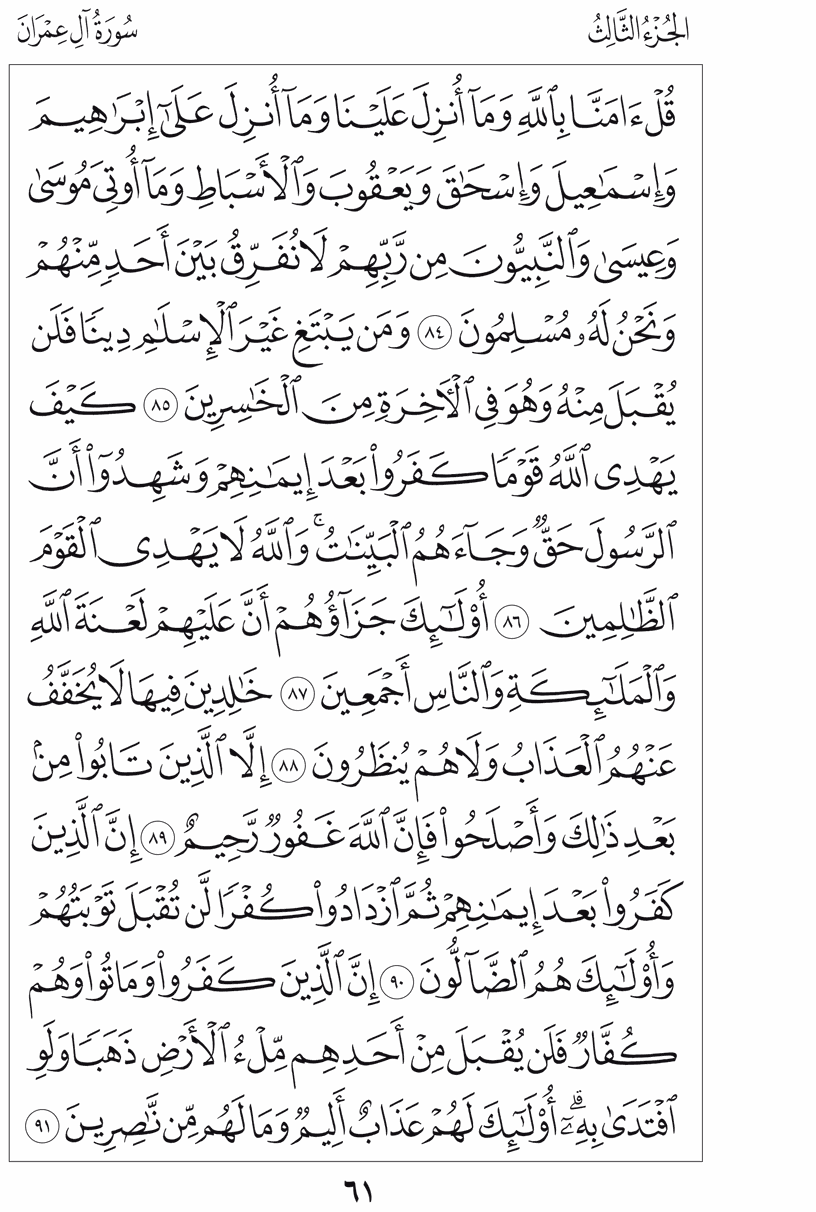 الجُزْءُ الثَّالِثُ
سُورَةُ آلِ عِمْرَانَ
قُلْ ءَامَنَّا بِٱللَّهِ وَمَآ أُنزِلَ عَلَيْنَا وَمَآ أُنزِلَ عَلَىٰٓ إِبْرَٰهِيمَ
وَإِسْمَٰعِيلَ وَإِسْحَٰقَ وَيَعْقُوبَ وَٱلْأَسْبَاطِ وَمَآ أُوتِىَ مُوسَىٰ
وَعِيسَىٰ وَٱلنَّبِيُّونَ مِن رَّبِّهِمْ لَا نُفَرِّقُ بَيْنَ أَحَدٍ مِّنْهُمْ
وَنَحْنُ لَهُۥ مُسْلِمُونَ ٨٤ وَمَن يَبْتَغِ غَيْرَ ٱلْإِسْلَٰمِ دِينًا فَلَن
يُقْبَلَ مِنْهُ وَهُوَ فِى ٱلْءَاخِرَةِ مِنَ ٱلْخَٰسِرِينَ ٨٥ كَيْفَ
يَهْدِى ٱللَّهُ قَوْمًا كَفَرُوا۟ بَعْدَ إِيمَٰنِهِمْ وَشَهِدُوٓا۟ أَنَّ
ٱلرَّسُولَ حَقٌّ وَجَآءَهُمُ ٱلْبَيِّنَٰتُ ۚ وَٱللَّهُ لَا يَهْدِى ٱلْقَوْمَ
ٱلظَّٰلِمِينَ ٨٦ أُو۟لَٰٓئِكَ جَزَآؤُهُمْ أَنَّ عَلَيْهِمْ لَعْنَةَ ٱللَّهِ
وَٱلْمَلَٰٓئِكَةِ وَٱلنَّاسِ أَجْمَعِينَ ٨٧ خَٰلِدِينَ فِيهَا لَا يُخَفَّفُ
عَنْهُمُ ٱلْعَذَابُ وَلَا هُمْ يُنظَرُونَ ٨٨ إِلَّا ٱلَّذِينَ تَابُوا۟ مِنۢ
بَعْدِ ذَٰلِكَ وَأَصْلَحُوا۟ فَإِنَّ ٱللَّهَ غَفُورٌ رَّحِيمٌ ٨٩ إِنَّ ٱلَّذِينَ
كَفَرُوا۟ بَعْدَ إِيمَٰنِهِمْ ثُمَّ ٱزْدَادُوا۟ كُفْرًا لَّن تُقْبَلَ تَوْبَتُهُمْ
وَأُو۟لَٰٓئِكَ هُمُ ٱلضَّآلُّونَ ٩٠ إِنَّ ٱلَّذِينَ كَفَرُوا۟ وَمَاتُوا۟ وَهُمْ
كُفَّارٌ فَلَن يُقْبَلَ مِنْ أَحَدِهِم مِّلْءُ ٱلْأَرْضِ ذَهَبًا وَلَوِ
ٱفْتَدَىٰ بِهِۦٓ ۗ أُو۟لَٰٓئِكَ لَهُمْ عَذَابٌ أَلِيمٌ وَمَا لَهُم مِّن نَّٰصِرِينَ ٩١
٦١